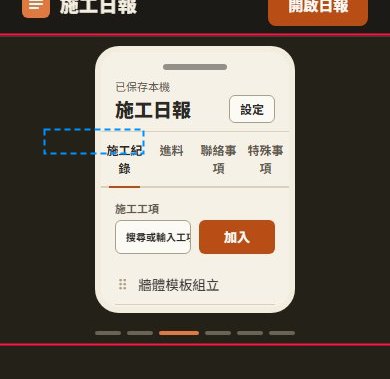 施工日報
開啟日報
已保存本機
施工日報
設定
施工紀錄
進料
聯絡事項
特殊事項
施工工項
搜尋或輸入工
加入
牆體模板組立